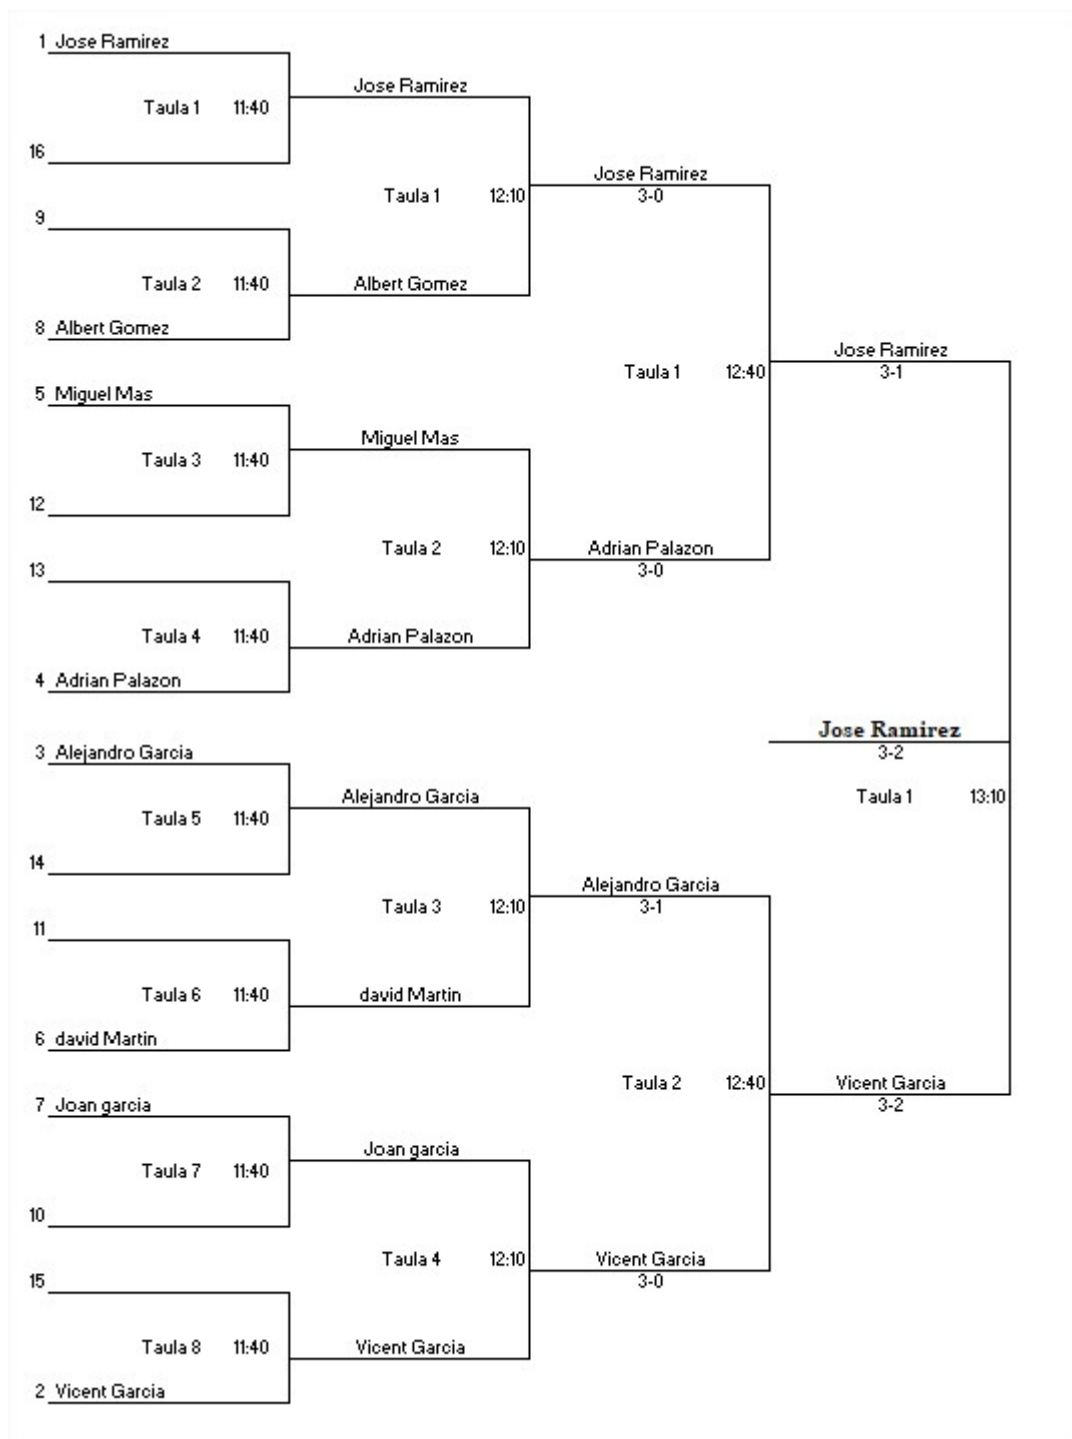 1 Jose Ramirez
Jose Ramirez
Taula 1 11:40
16
Jose Ramirez
3-0
Taula 1 12:10
9
Taula 2 11:40
Albert Gomez
8 Albert Gomez
Jose Ramirez
3-1
Taula 1 12:40
5 Miguel Mas
Miguel Mas
Taula 3 11:40
12
Taula 2 12:10
Adrian Palazon
3-0
13
Taula 4 11:40
Adrian Palazon
4 Adrian Palazon
Jose Ramirez
3-2
Taula 1 13:10
3 Alejandro Garcia
Alejandro Garcia
Taula 5 11:40
14
Alejandro Garcia
3-1
Taula 3 12:10
11
Taula 6 11:40
david Martin
6 david Martin
Taula 2 12:40
Vicent Garcia
3-2
7 Joan garcia
Joan garcia
Taula 7 11:40
10
Taula 4 12:10
Vicent Garcia
3-0
15
Taula 8 11:40
Vicent Garcia
2 Vicent Garcia